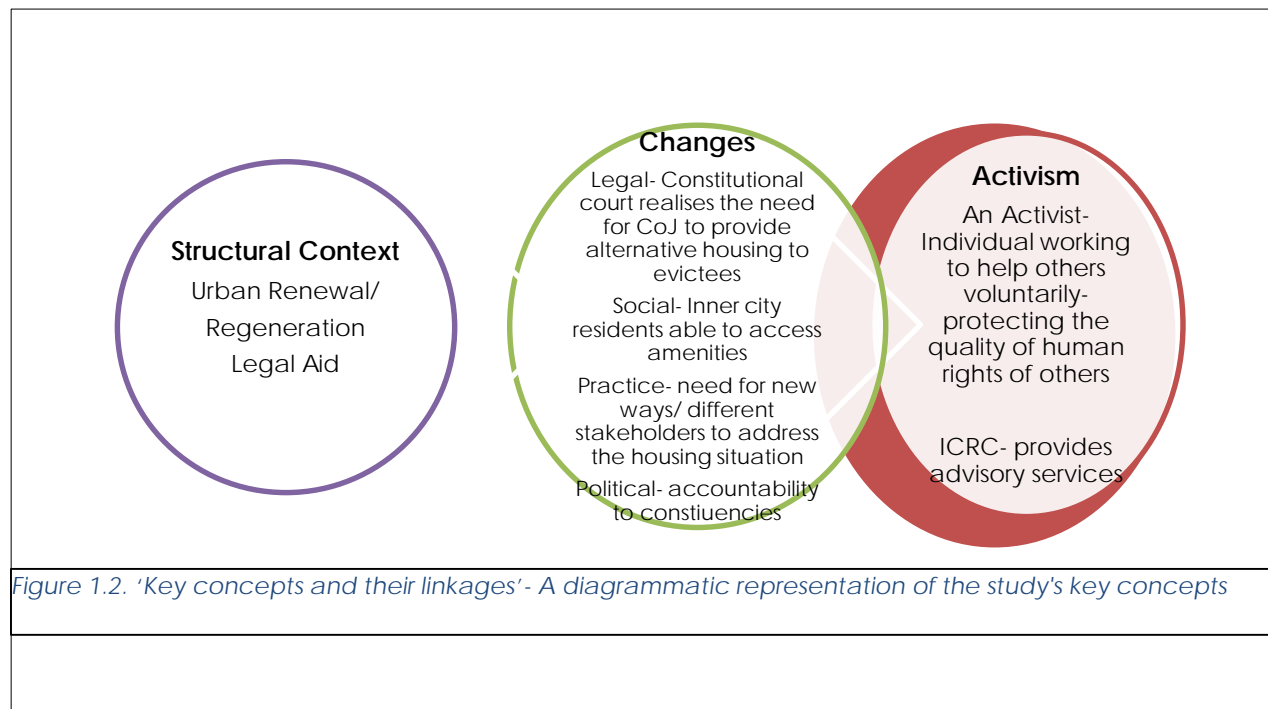 Structural Context
Urban Renewal/
Regeneration
Legal Aid
Changes
Legal- Constitutional
court realises the need
for CoJ to provide
alternative housing to
evictees
Social- Inner city
residents able to access
amenities
Practice- need for new
ways/ different
stakeholders to address
the housing situation
Political- accountability
to constiuencies
Activism
An Activist-
Individual working
to help others
voluntarily-
protecting the
quality of human
rights of others
ICRC- provides
advisory services
Figure 1.2. ‘Key concepts and their linkages’- A diagrammatic representation of the study's key concepts